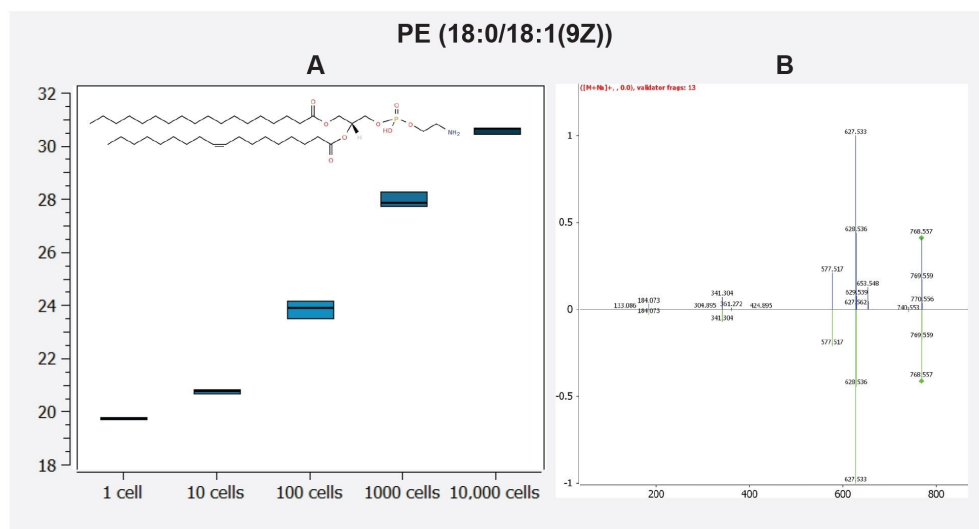 PE (18:0/18:1(9Z))
A
B
32
30
28
26
24
22
20
18
1 cell
10 cells
100 cells
1000 cells
10,000 cells
O
O
O
O
O
P
O
HO
O
H
NH₂
([M+Na]+, , 0.0), validator frags: 13
1
0.5
0
-0.5
-1
627.533
628.536
768.557
577.517
653.548
769.559
629.539
770.556
341.304
627.562
184.073
304.895
361.272
424.895
740.553
133.086
184.073
341.304
577.517
769.559
768.557
628.536
627.533
200
400
600
800